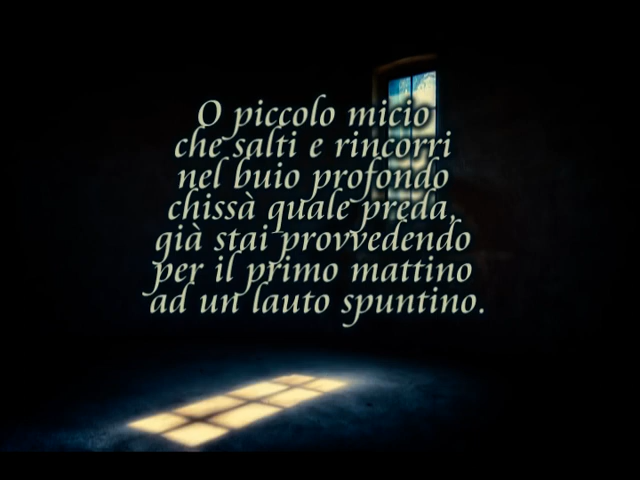 O piccolo micio
che salti e rincorri
nel buio profondo
chissà quale preda,
già stai provvedendo
per il primo mattino
ad un lauto spuntino.